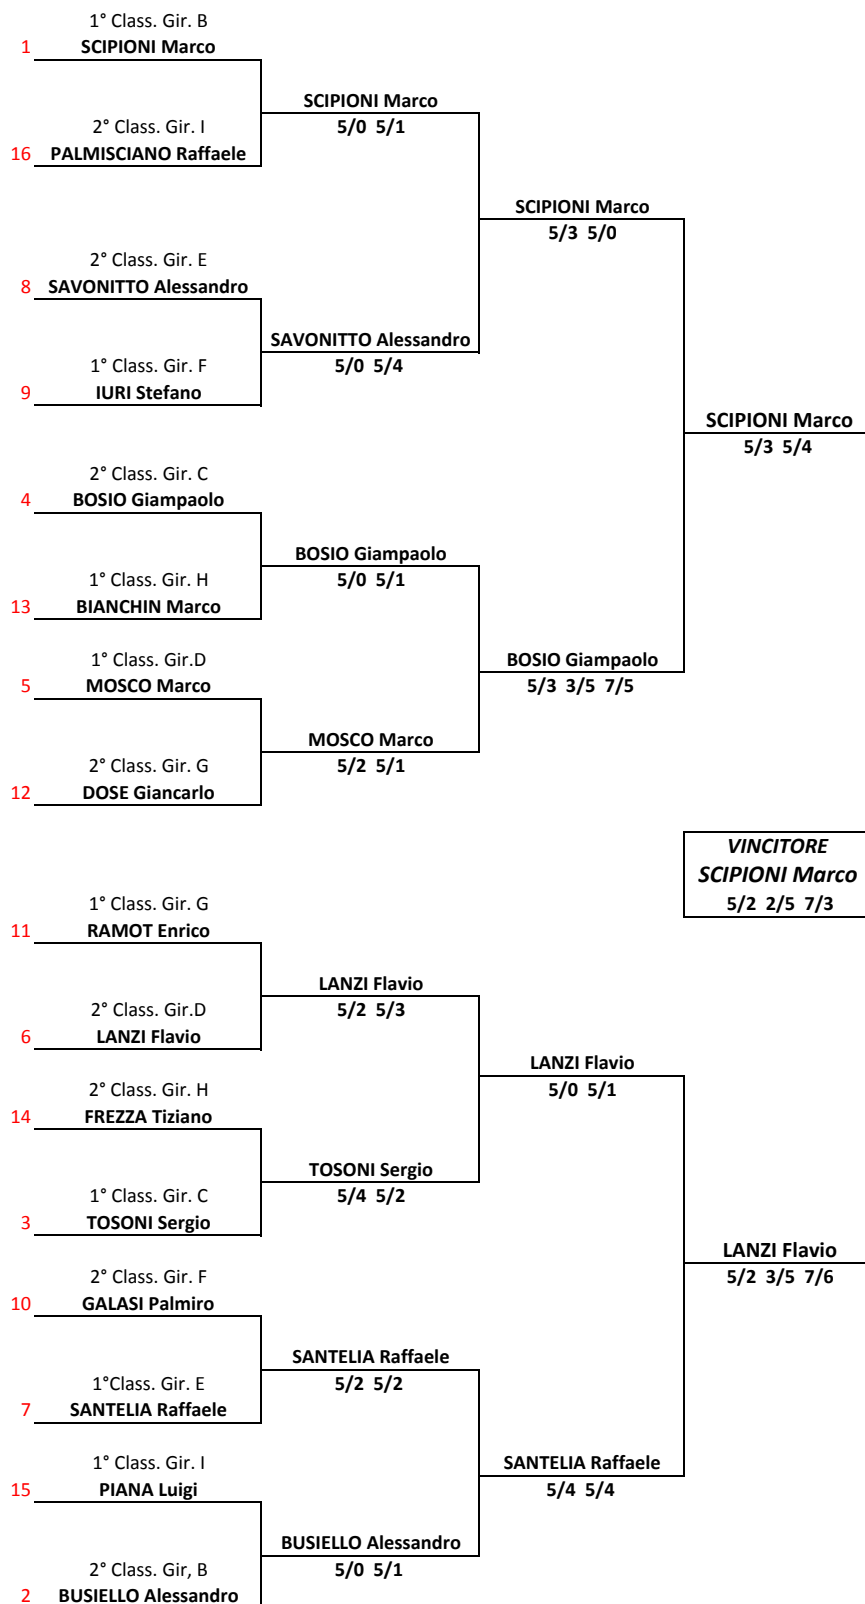 1° Class. Gir. B
1 SCIPIONI Marco
SCIPIONI Marco
5/0 5/1
2° Class. Gir. I
16 PALMISCIANO Raffaele
SCIPIONI Marco
5/3 5/0
2° Class. Gir. E
8 SAVONITTO Alessandro
SAVONITTO Alessandro
5/0 5/4
1° Class. Gir. F
9 IURI Stefano
SCIPIONI Marco
5/3 5/4
2° Class. Gir. C
4 BOSIO Giampaolo
BOSIO Giampaolo
5/0 5/1
1° Class. Gir. H
13 BIANCHIN Marco
BOSIO Giampaolo
5/3 3/5 7/5
1° Class. Gir.D
5 MOSCO Marco
MOSCO Marco
5/2 5/1
2° Class. Gir. G
12 DOSE Giancarlo
VINCITORE
SCIPIONI Marco
5/2 2/5 7/3
1° Class. Gir. G
11 RAMOT Enrico
LANZI Flavio
5/2 5/3
2° Class. Gir.D
6 LANZI Flavio
LANZI Flavio
5/0 5/1
2° Class. Gir. H
14 FREZZA Tiziano
TOSONI Sergio
5/4 5/2
1° Class. Gir. C
3 TOSONI Sergio
LANZI Flavio
5/2 3/5 7/6
2° Class. Gir. F
10 GALASI Palmiro
SANTELIA Raffaele
5/2 5/2
1°Class. Gir. E
7 SANTELIA Raffaele
SANTELIA Raffaele
5/4 5/4
1° Class. Gir. I
15 PIANA Luigi
BUSIELLO Alessandro
5/0 5/1
2° Class. Gir, B
2 BUSIELLO Alessandro